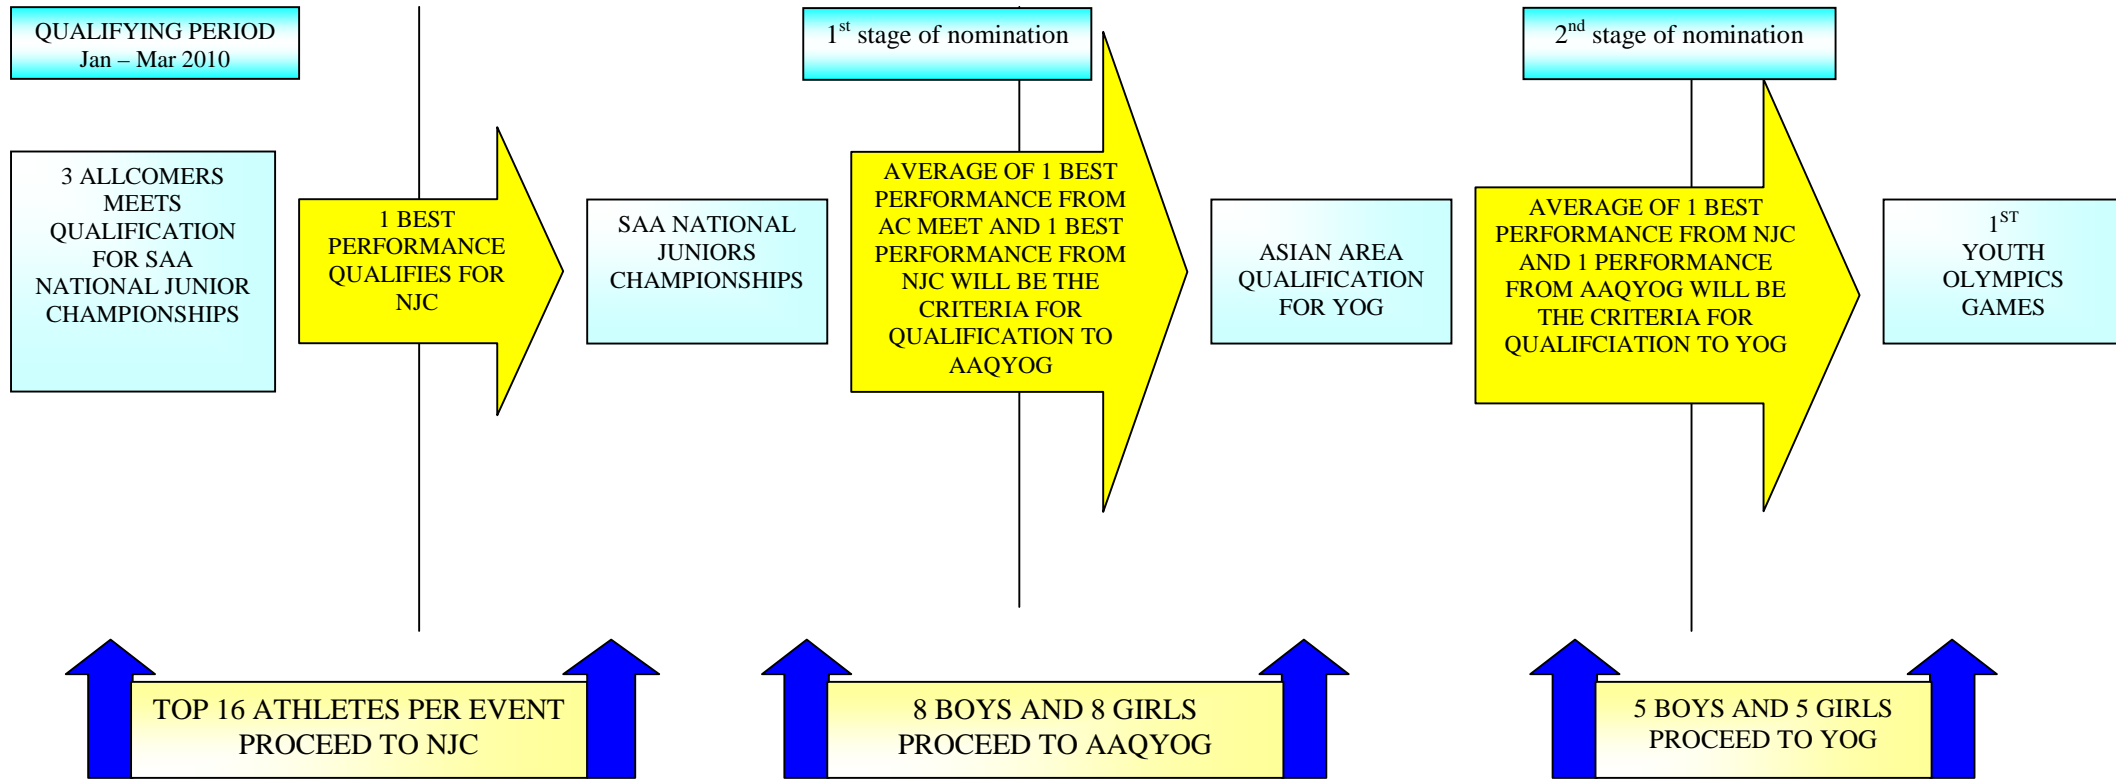 QUALIFYING PERIOD
Jan – Mar 2010
1st stage of nomination
2nd stage of nomination
3 ALLCOMERS
MEETS
QUALIFICATION
FOR SAA
NATIONAL JUNIOR
CHAMPIONSHIPS
1 BEST
PERFORMANCE
QUALIFIES FOR
NJC
SAA NATIONAL
JUNIORS
CHAMPIONSHIPS
AVERAGE OF 1 BEST
PERFORMANCE FROM
AC MEET AND 1 BEST
PERFORMANCE FROM
NJC WILL BE THE
CRITERIA FOR
QUALIFICATION TO
AAQYOG
ASIAN AREA
QUALIFICATION
FOR YOG
AVERAGE OF 1 BEST
PERFORMANCE FROM NJC
AND 1 PERFORMANCE
FROM AAQYOG WILL BE
THE CRITERIA FOR
QUALIFCIATION TO YOG
1ST
YOUTH
OLYMPICS
GAMES
TOP 16 ATHLETES PER EVENT
PROCEED TO NJC
8 BOYS AND 8 GIRLS
PROCEED TO AAQYOG
5 BOYS AND 5 GIRLS
PROCEED TO YOG